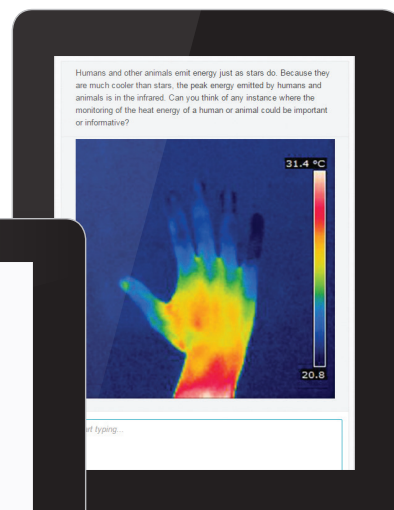 Humans and other animals emit energy just as stars do. Because they
are much cooler than stars, the peak energy emitted by humans and
animals is in the infrared. Can you think of any instance where the
monitoring of the heat energy of a human or animal could be important
or informative?
31.4 °C
20.8
typing...